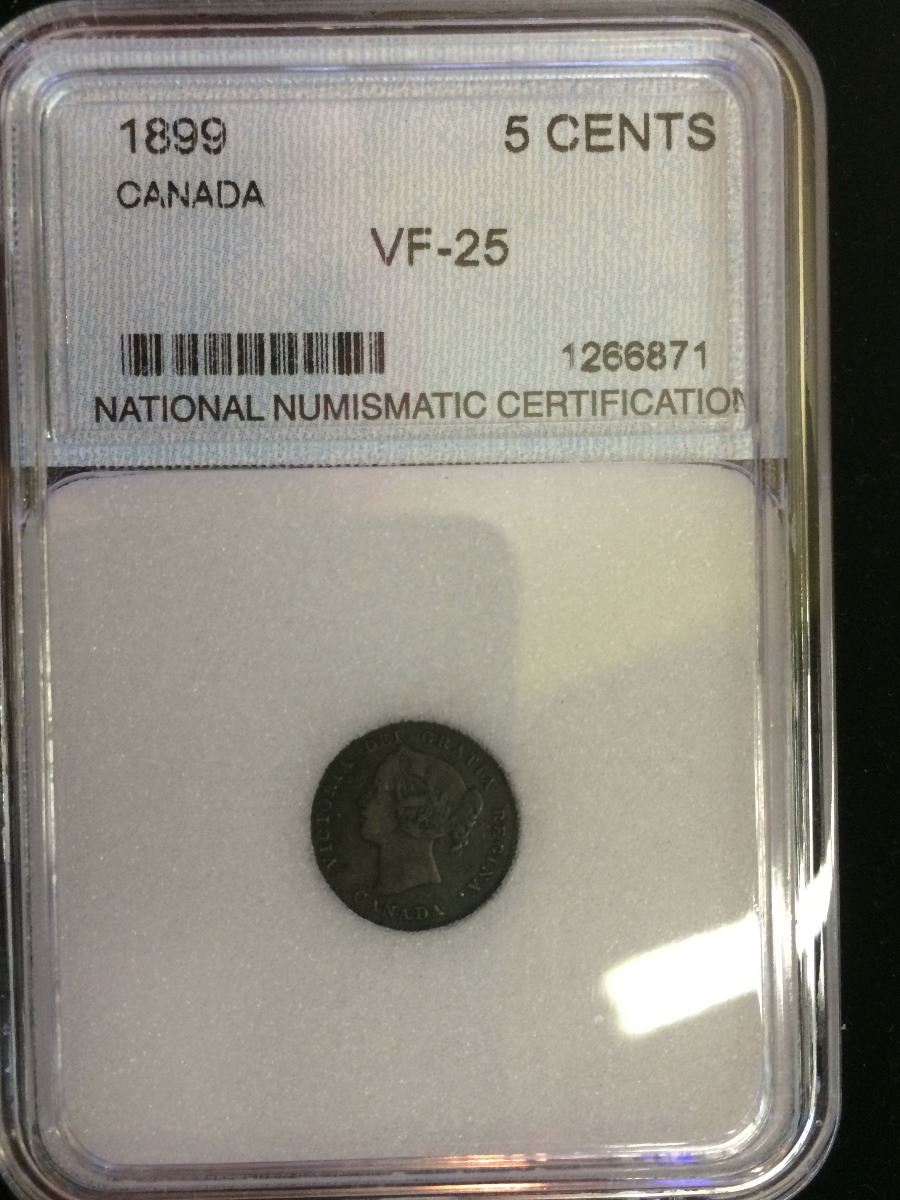 1899 5 CENTS
CANADA
VF-25
1266871
NATIONAL NUMISMATIC CERTIFICATION
VICTORIA DEI GRATIA REGINA.
CANADA